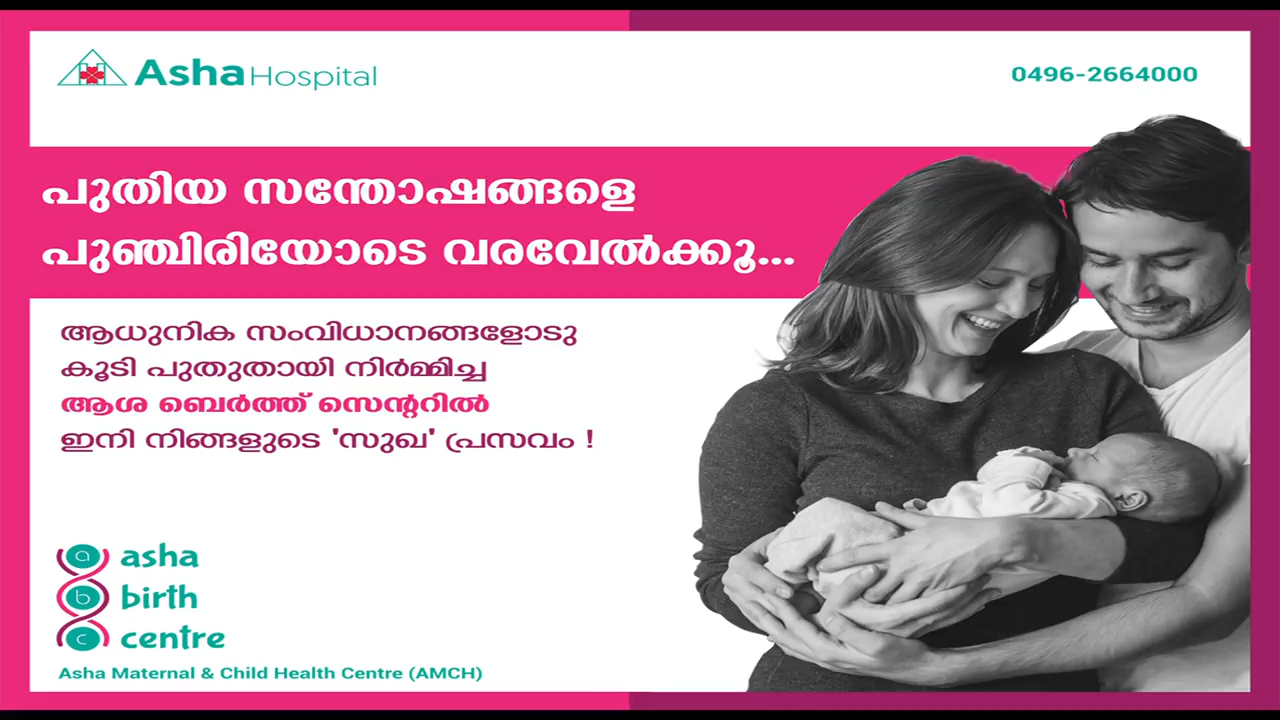 Asha Hospital
0496-2664000
പുതിയ സന്തോഷങ്ങളെ
പുഞ്ചിരിയോടെ വരവേൽക്കൂ...
ആധുനിക സംവിധാനങ്ങളോടു
കൂടി പുതുതായി നിർമ്മിച്ച
ആശ ബെർത്ത് സെന്ററിൽ
ഇനി നിങ്ങളുടെ 'സുഖ' പ്രസവം !
a asha
b birth
c centre
Asha Maternal & Child Health Centre (AMCH)